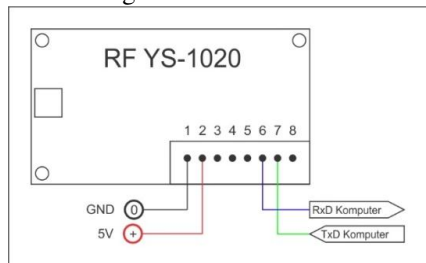 RF YS-1020
1 2 3 4 5 6 7 8
GND 0
5V +
RxD Komputer
TxD Komputer